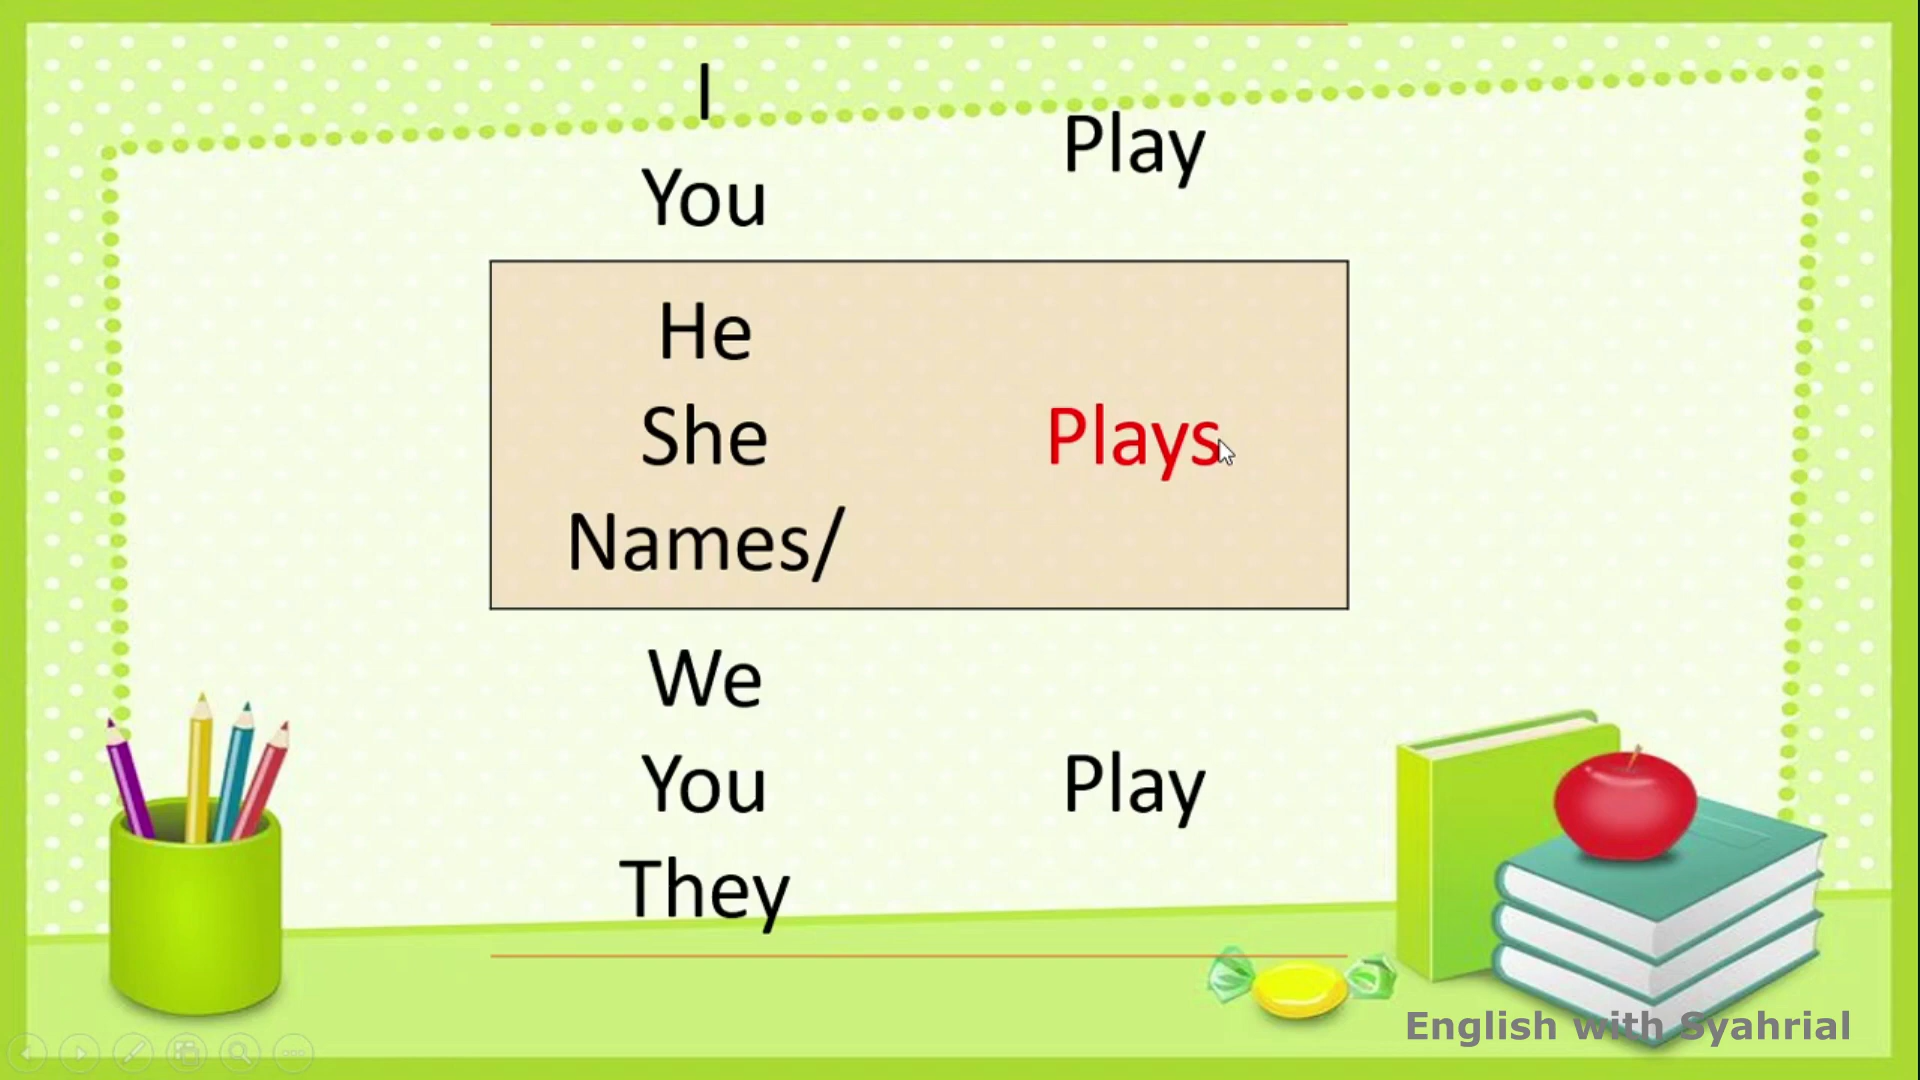 I
You
Play
He
She
Names/
Plays
We
You
They
Play
English with Syahrial